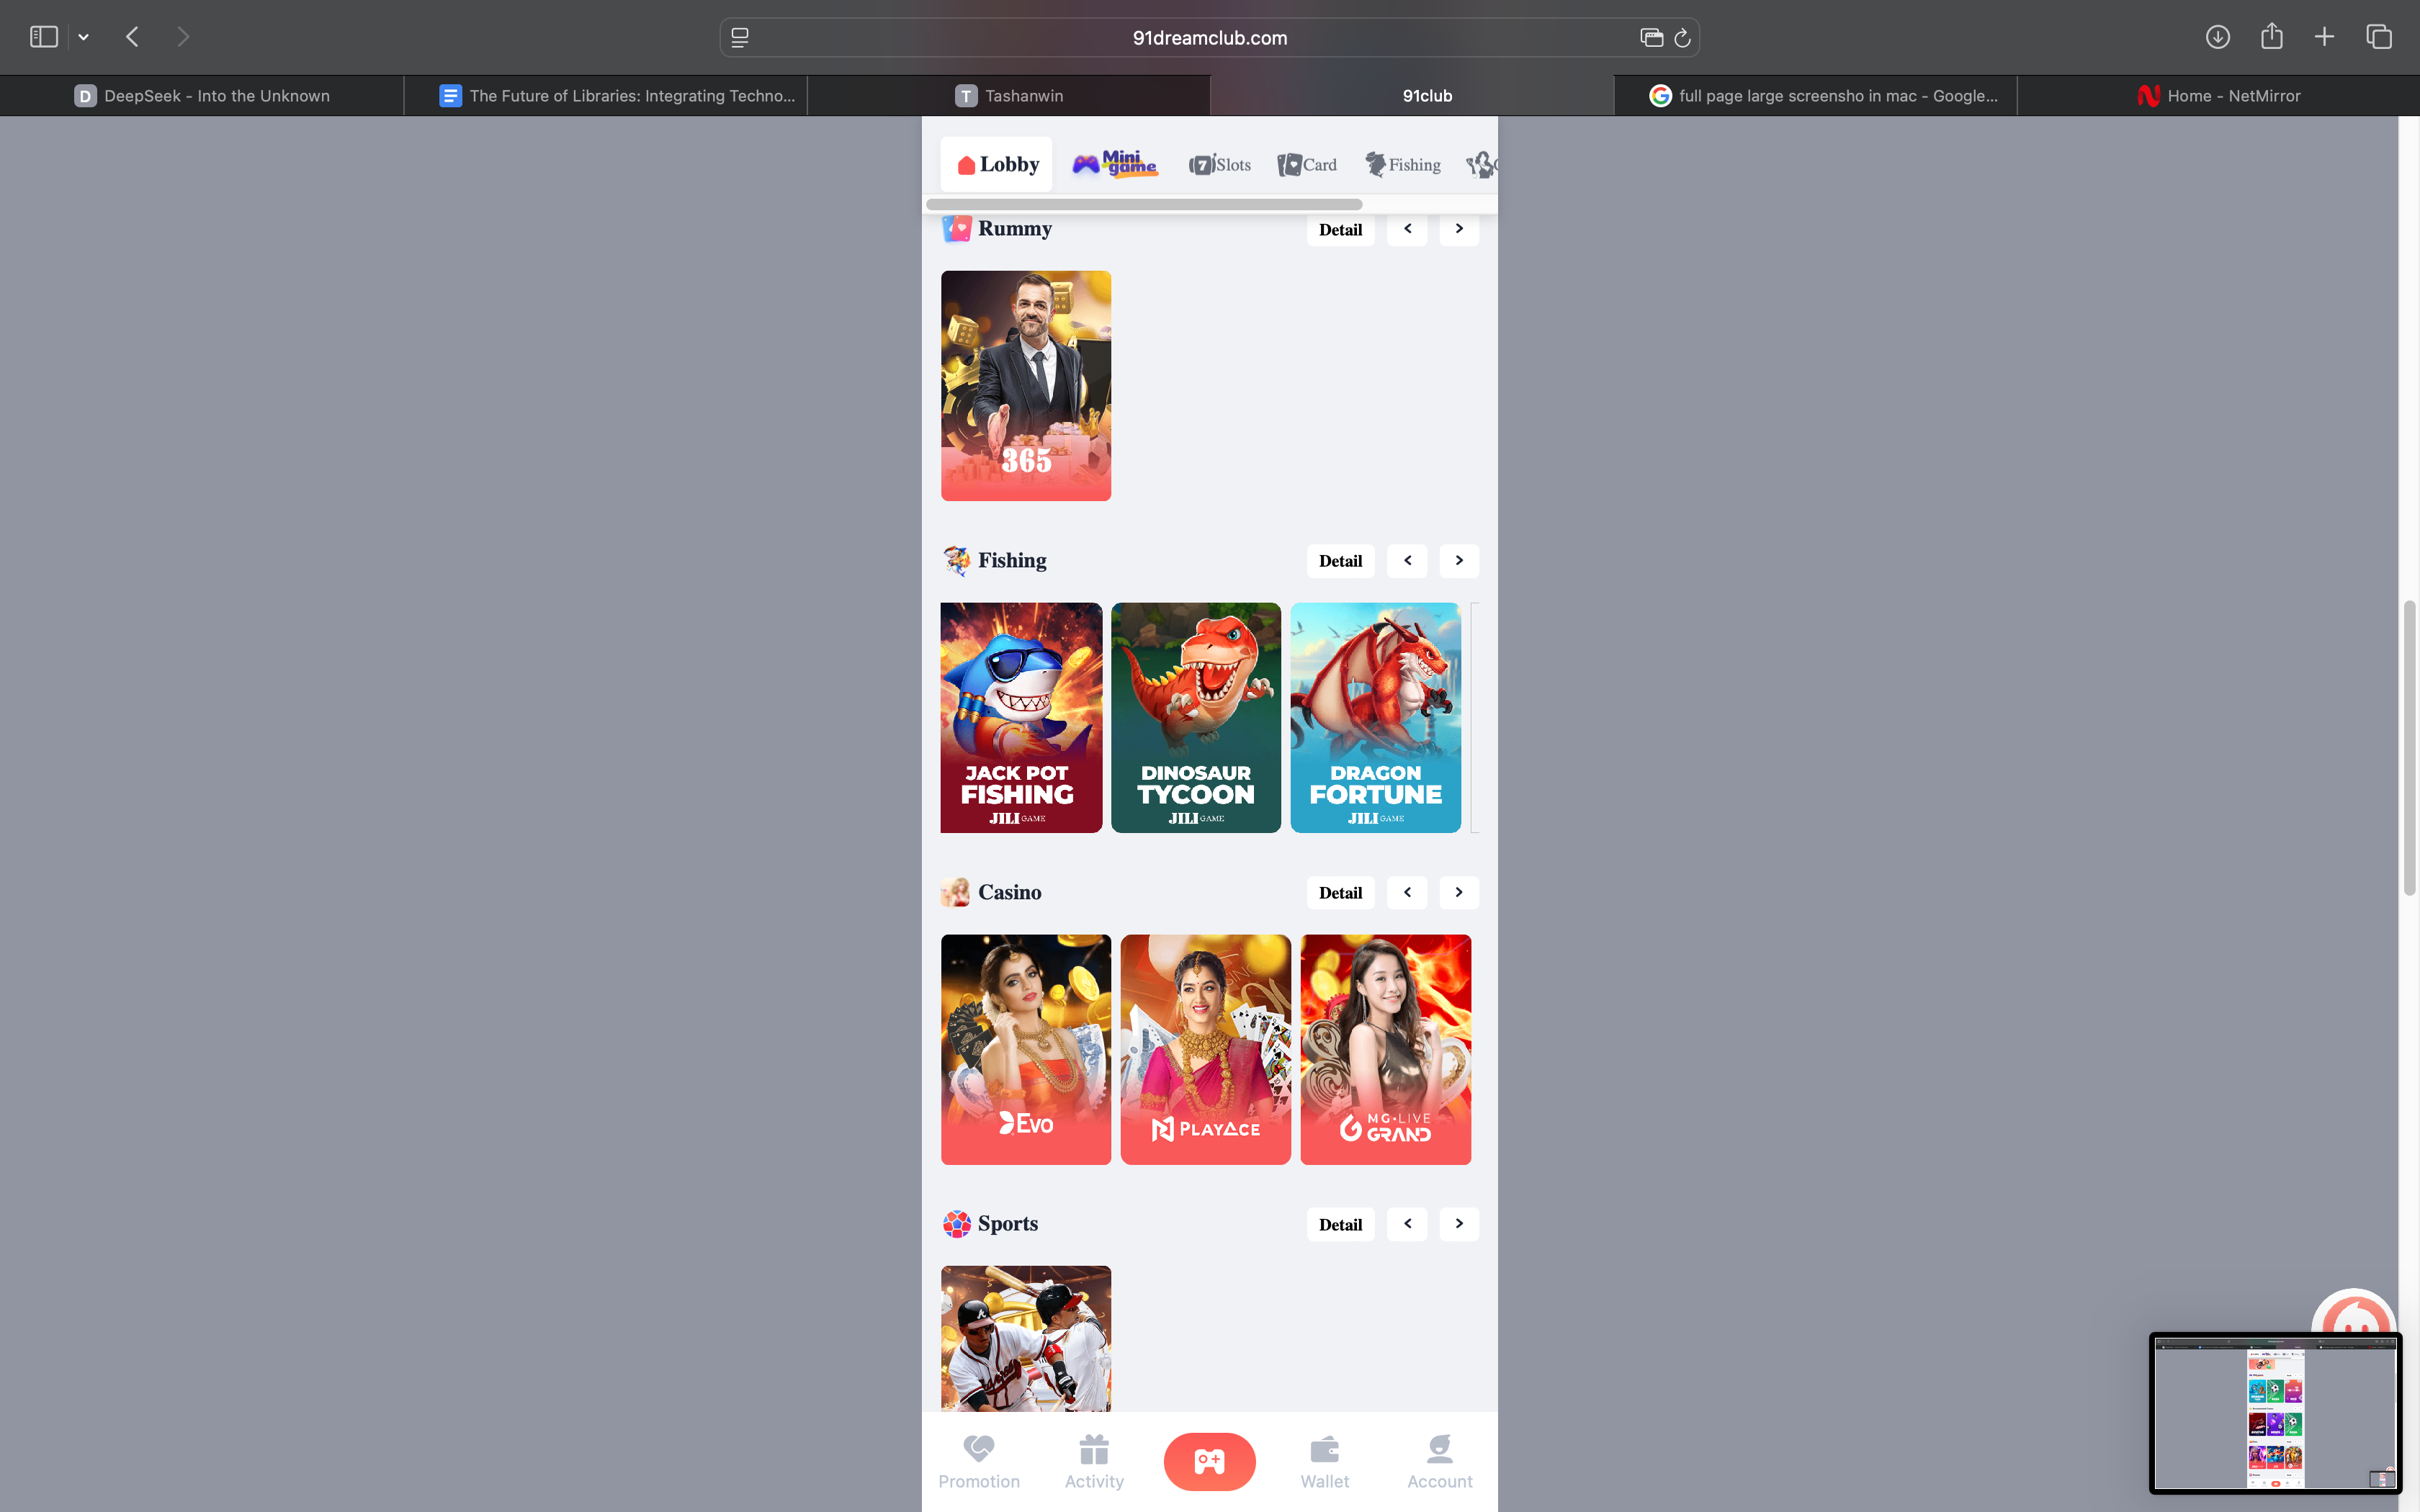 91dreamclub.com
D DeepSeek - Into the Unknown
The Future of Libraries: Integrating Techno...
T Tashanwin
91club
full page large screensho in mac - Google...
Home - NetMirror
Lobby
Mini game
Slots
Card
Fishing
Rummy
Detail
365
Fishing
Detail
JACK POT
FISHING
JILI GAME
DINOSAUR
TYCOON
JILI GAME
DRAGON
FORTUNE
JILI GAME
Casino
Detail
Evo
PLAYACE
MG·LIVE
GRAND
Sports
Detail
Promotion
Activity
Wallet
Account